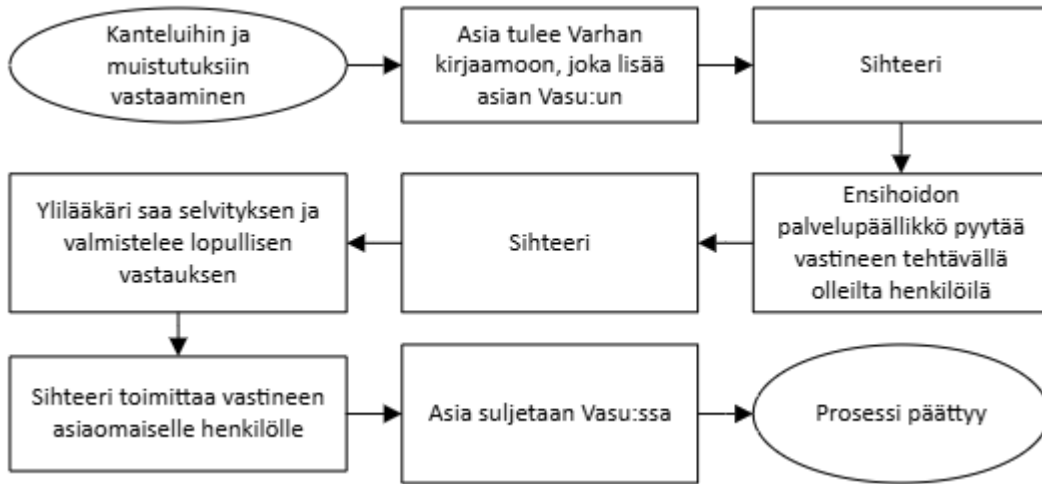 Kanteluihin ja
muistutuksiin
vastaaminen
Asia tulee Varhan
kirjaamoon, joka lisää
asian Vasu:un
Sihteeri
Ensihoidon
palvelupäällikkö pyytää
vastineen tehtävällä
olleilta henkilöilä
Sihteeri
Ylilääkäri saa selvityksen ja
valmistelee lopullisen
vastauksen
Sihteeri toimittaa vastineen
asiaomaiselle henkilölle
Asia suljetaan Vasu:ssa
Prosessi päättyy